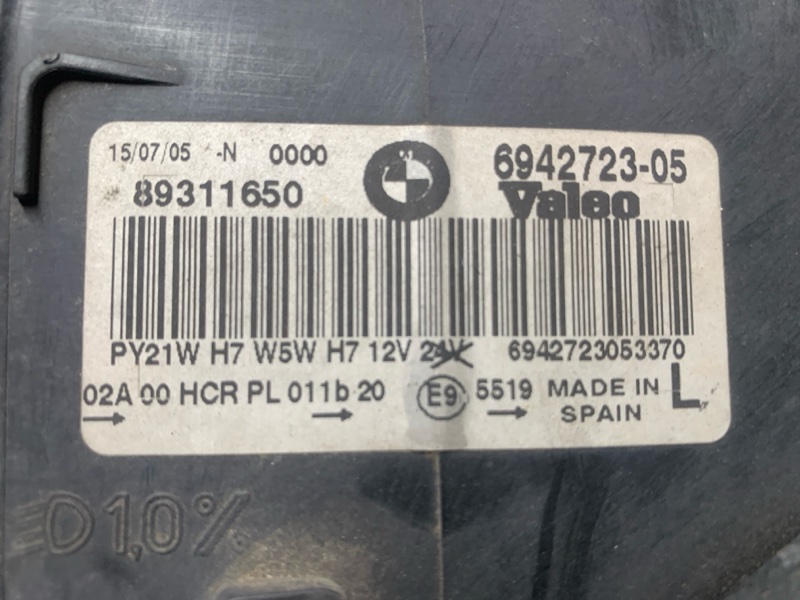 15/07/05 -N 0000 6942723-05
89311650 Valeo
PY21W H7 W5W H7 12V 24V 6942723053370
02A 00 HCR PL 011b 20 E9 5519 MADE IN SPAIN L
1,0%